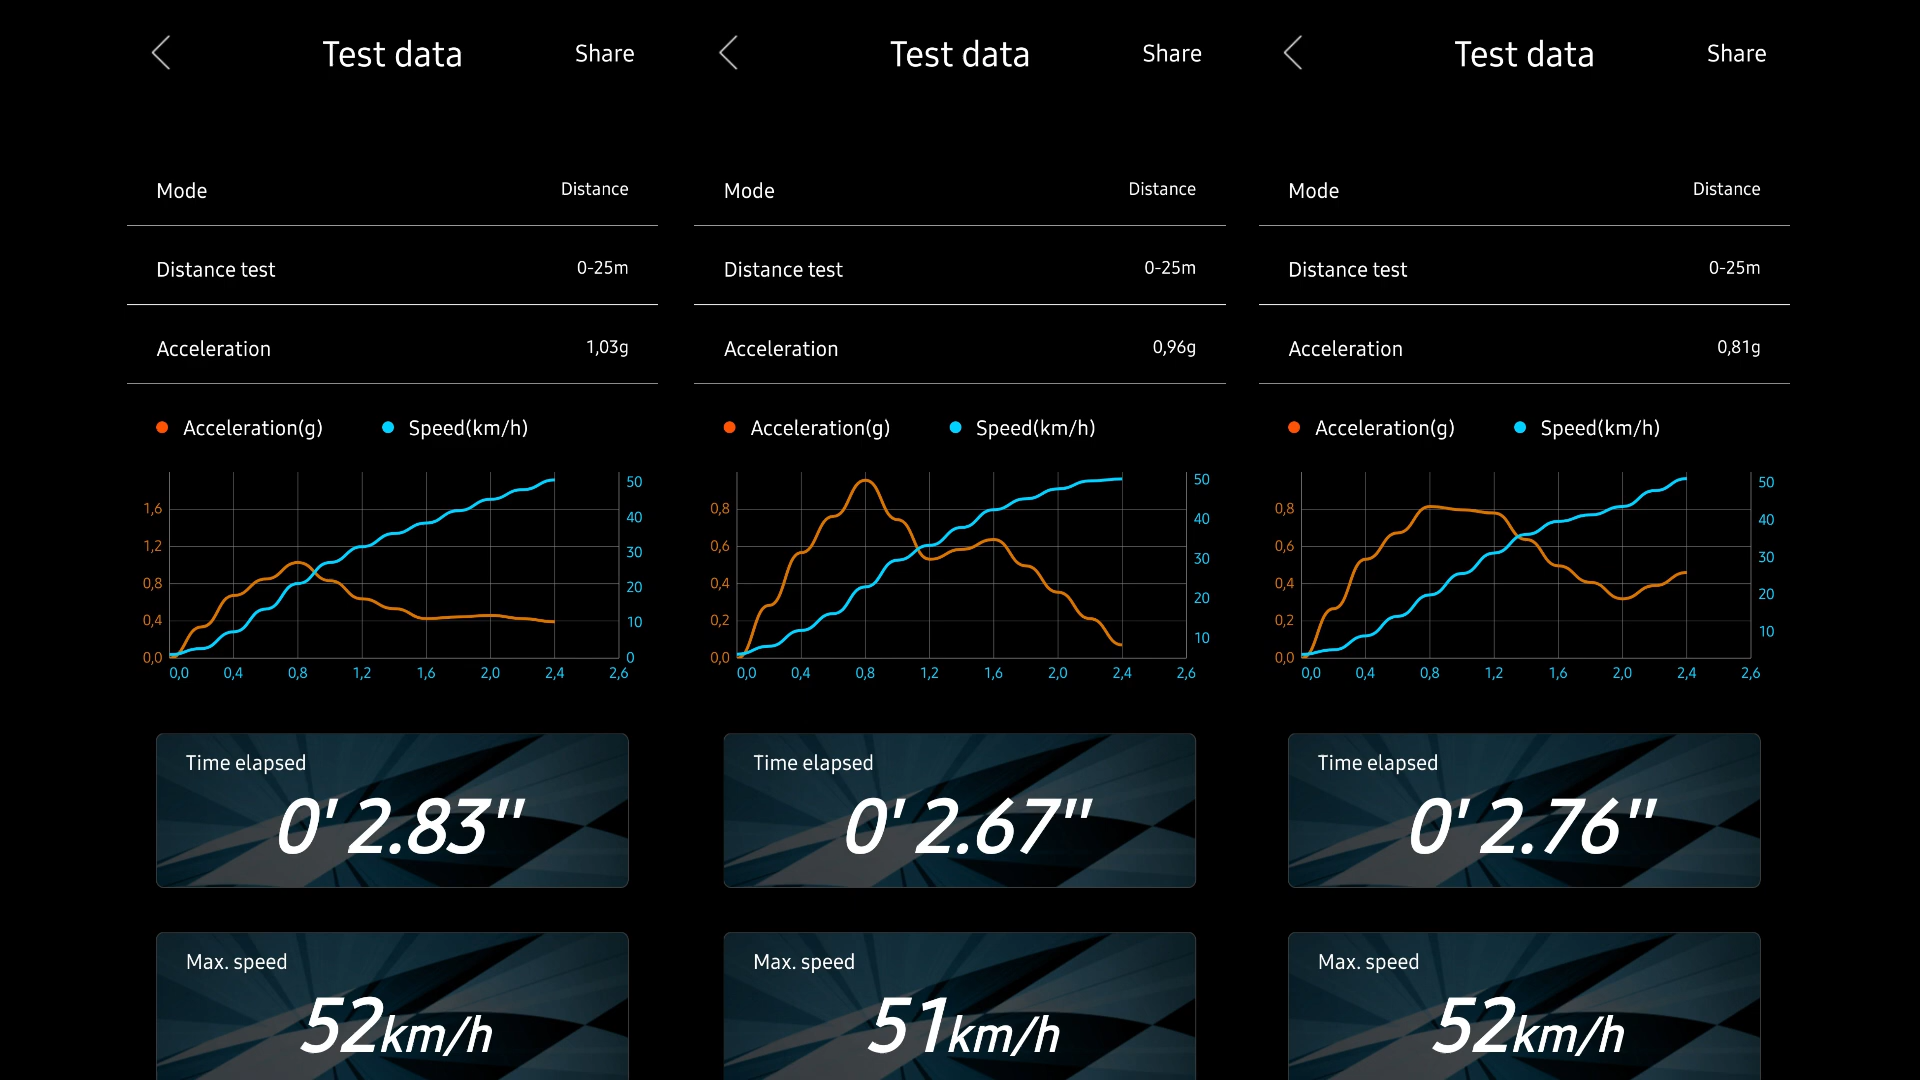 Test data Share
Mode Distance
Distance test 0-25m
Acceleration 1,03g
Acceleration(g) Speed(km/h)
1,6
1,2
0,8
0,4
0,0
50
40
30
20
10
0
0,0 0,4 0,8 1,2 1,6 2,0 2,4 2,6
Time elapsed
0' 2.83"
Max. speed
52km/h
Test data Share
Mode Distance
Distance test 0-25m
Acceleration 0,96g
Acceleration(g) Speed(km/h)
0,8
0,6
0,4
0,2
0,0
50
40
30
20
10
0,0 0,4 0,8 1,2 1,6 2,0 2,4 2,6
Time elapsed
0' 2.67"
Max. speed
51km/h
Test data Share
Mode Distance
Distance test 0-25m
Acceleration 0,81g
Acceleration(g) Speed(km/h)
0,8
0,6
0,4
0,2
0,0
50
40
30
20
10
0,0 0,4 0,8 1,2 1,6 2,0 2,4 2,6
Time elapsed
0' 2.76"
Max. speed
52km/h